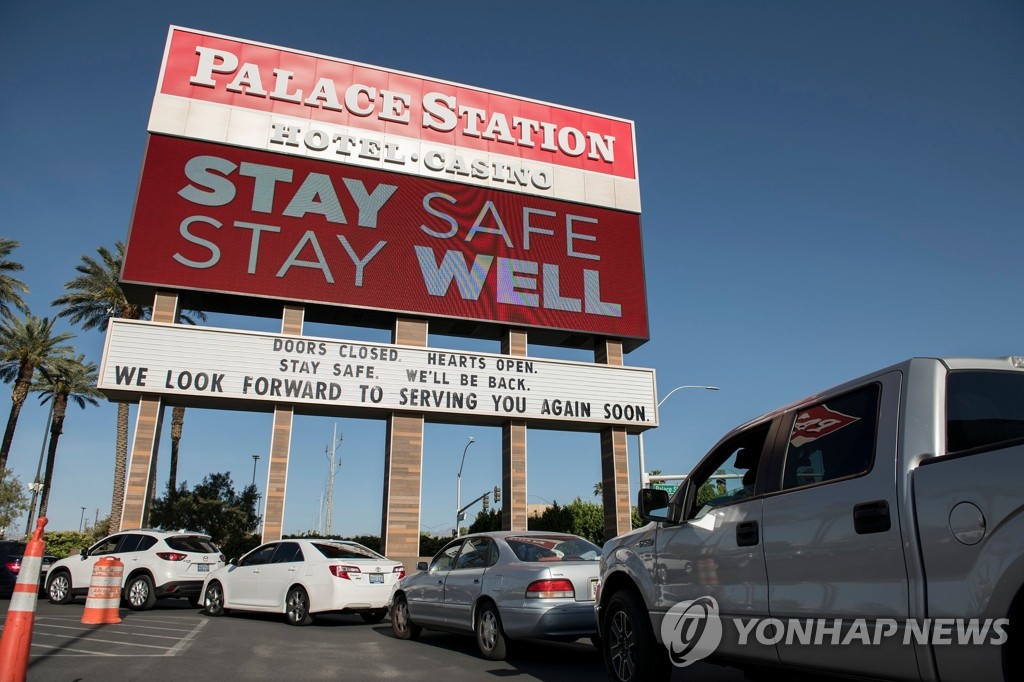 PALACE STATION
HOTEL · CASINO
STAY SAFE
STAY WELL
DOORS CLOSED. HEARTS OPEN.
STAY SAFE. WE'LL BE BACK.
WE LOOK FORWARD TO SERVING YOU AGAIN SOON.
YONHAP NEWS